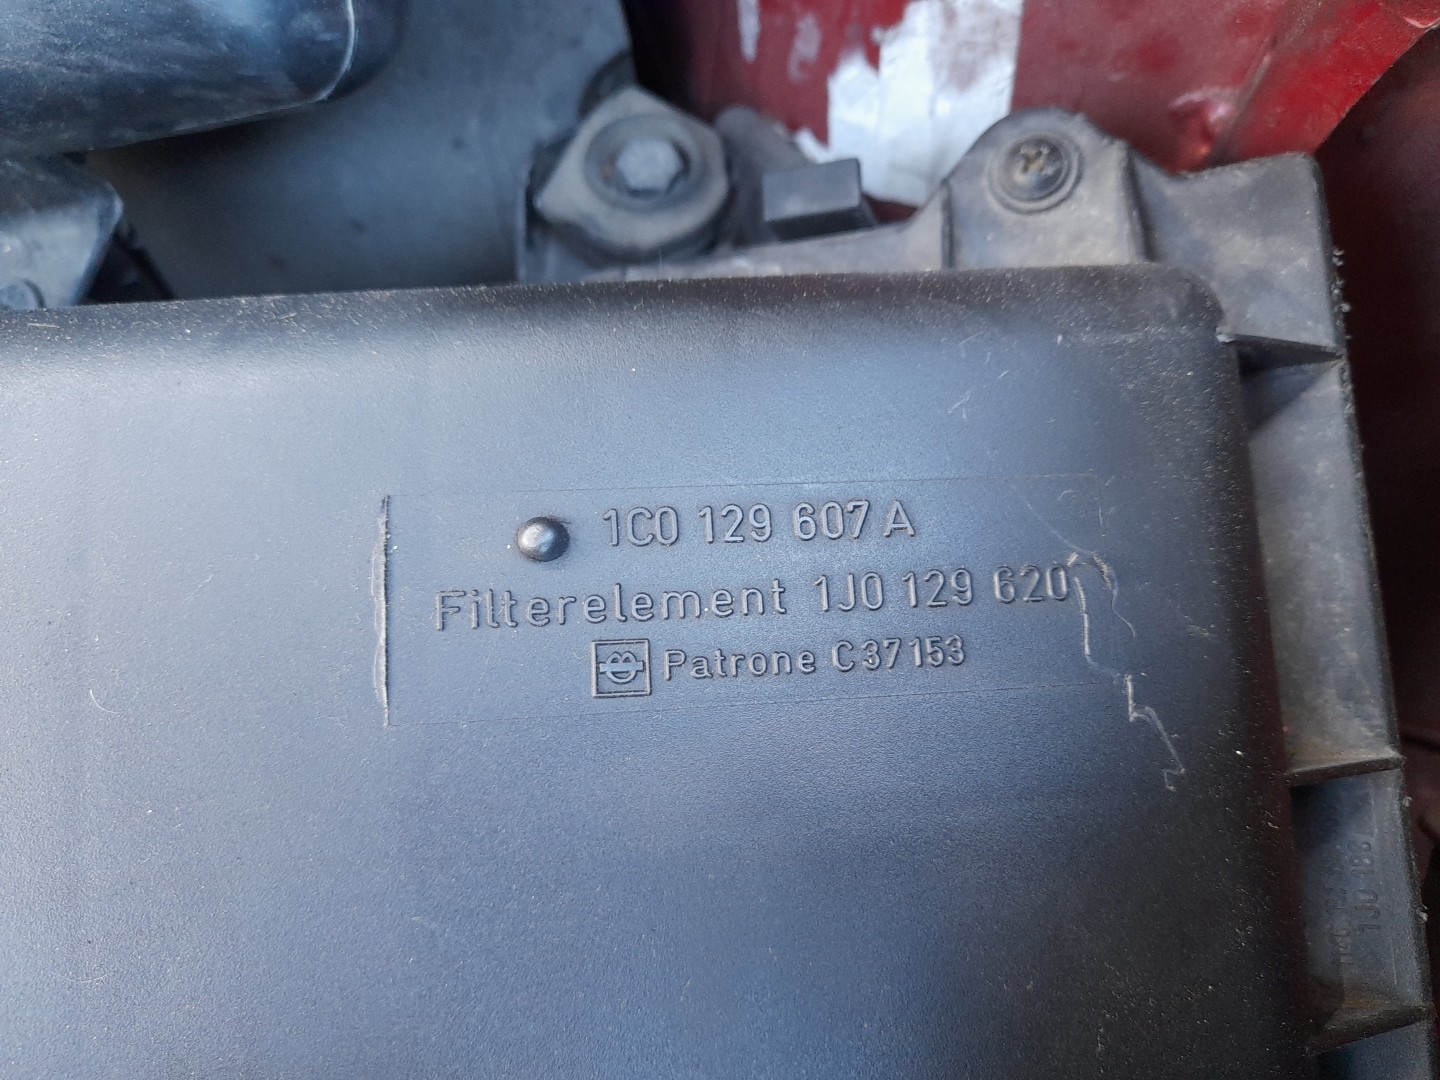 1C0 129 607 A
Filterelement 1J0 129 620
Patrone C 37153